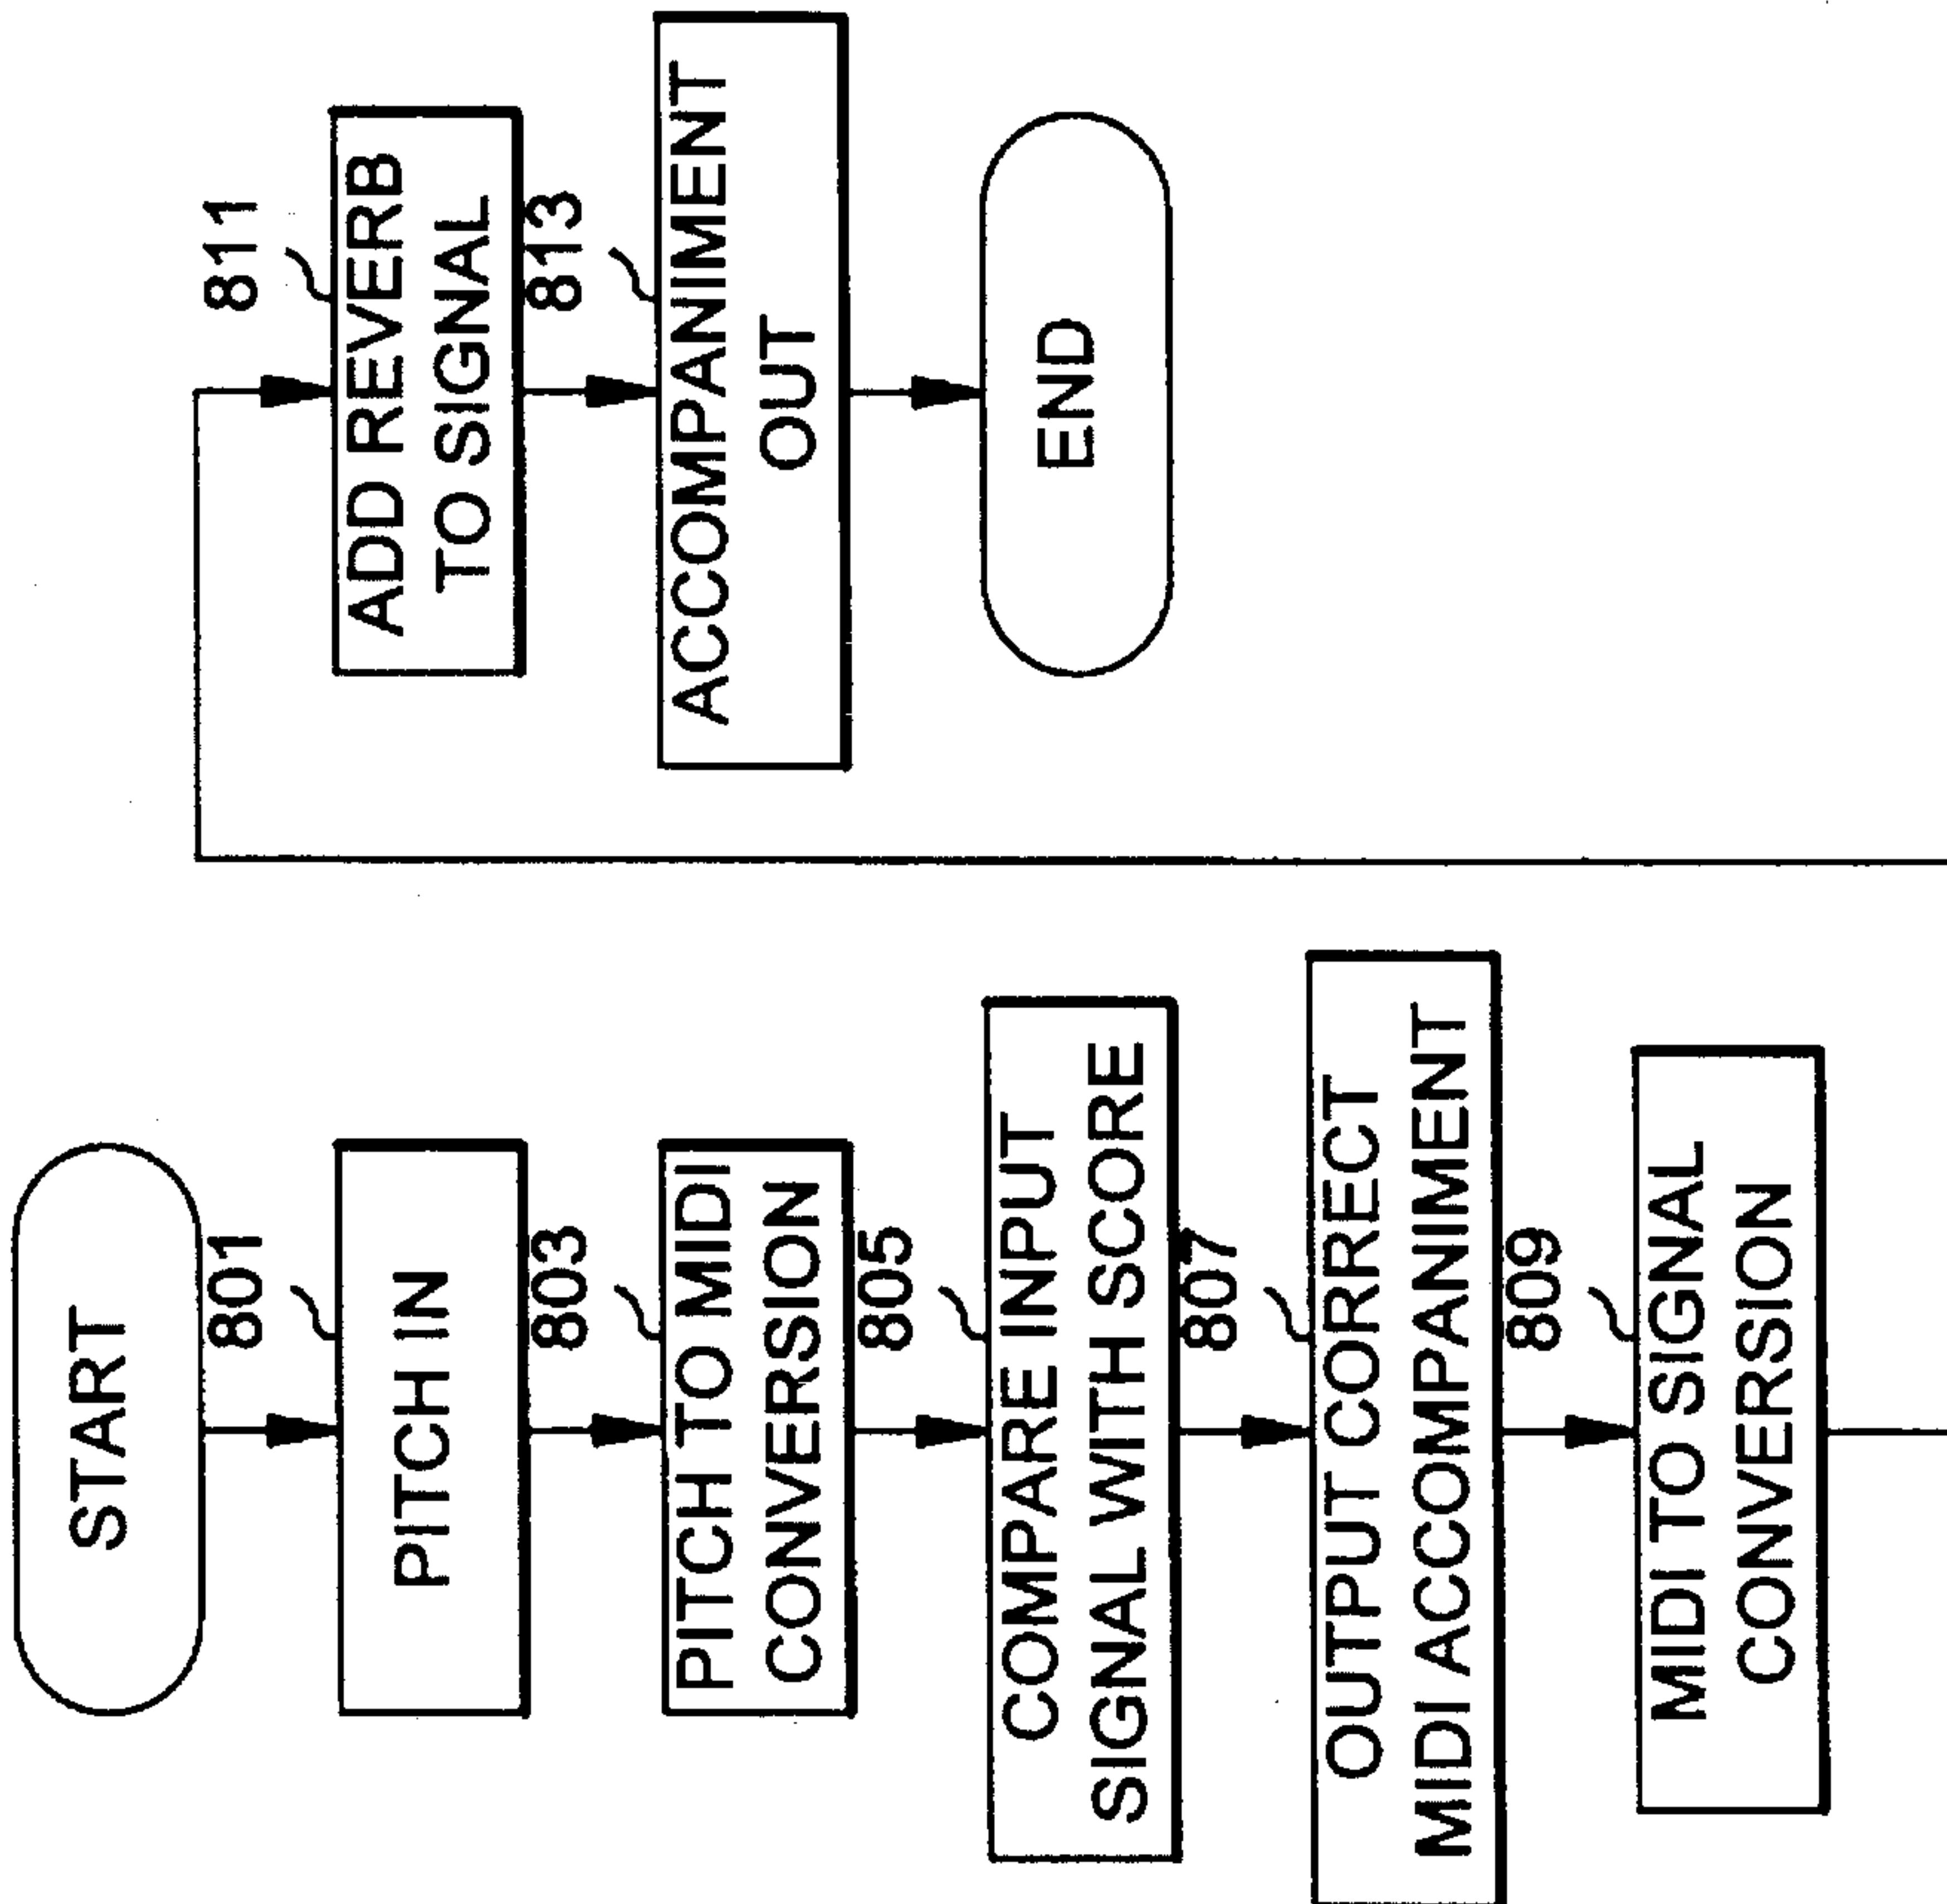 START
801
PITCH IN
803
PITCH TO MIDI
CONVERSION
805
COMPARE INPUT
SIGNAL WITH SCORE
807
OUTPUT CORRECT
MIDI ACCOMPANIMENT
809
MIDI TO SIGNAL
CONVERSION
811
ADD REVERB
TO SIGNAL
813
ACCOMPANIMENT
OUT
END